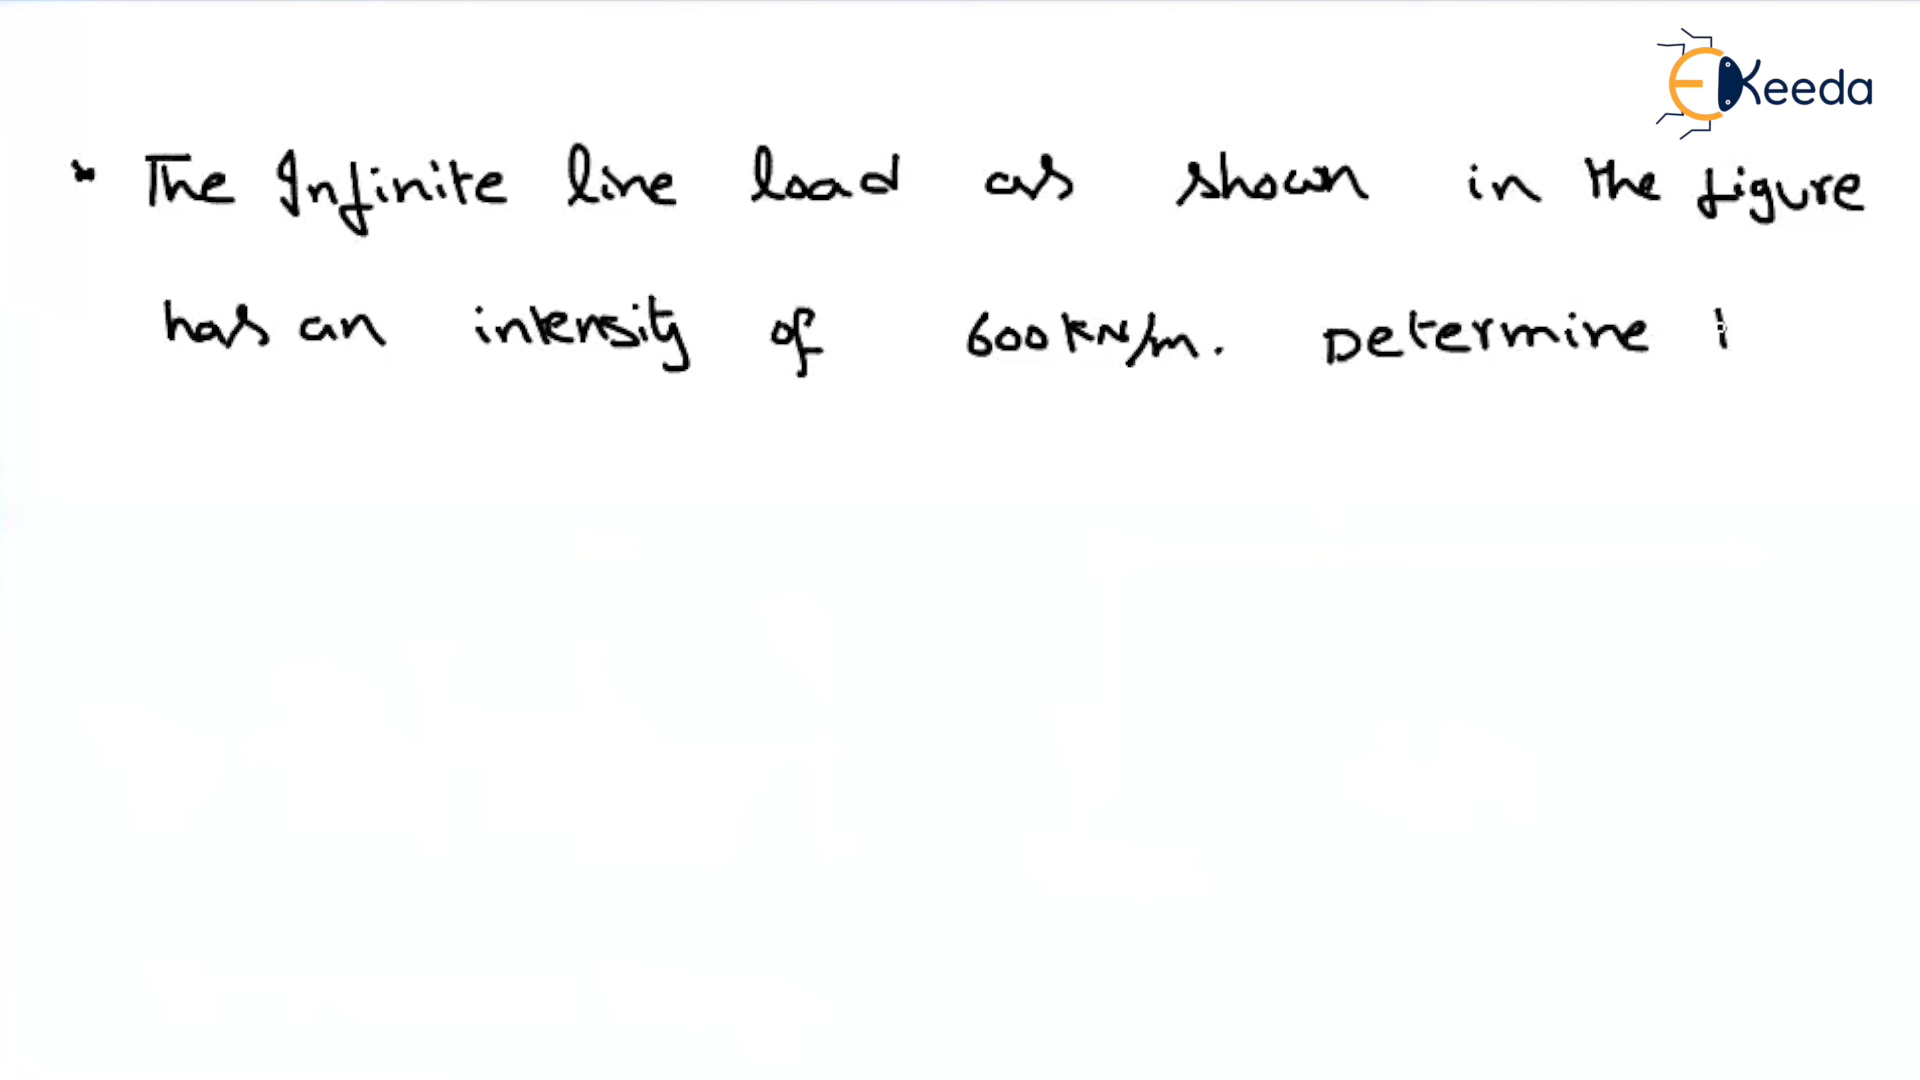 EKeeda
* The Infinite line load as shown in the figure
has an intensity of 600 kN/m. Determine